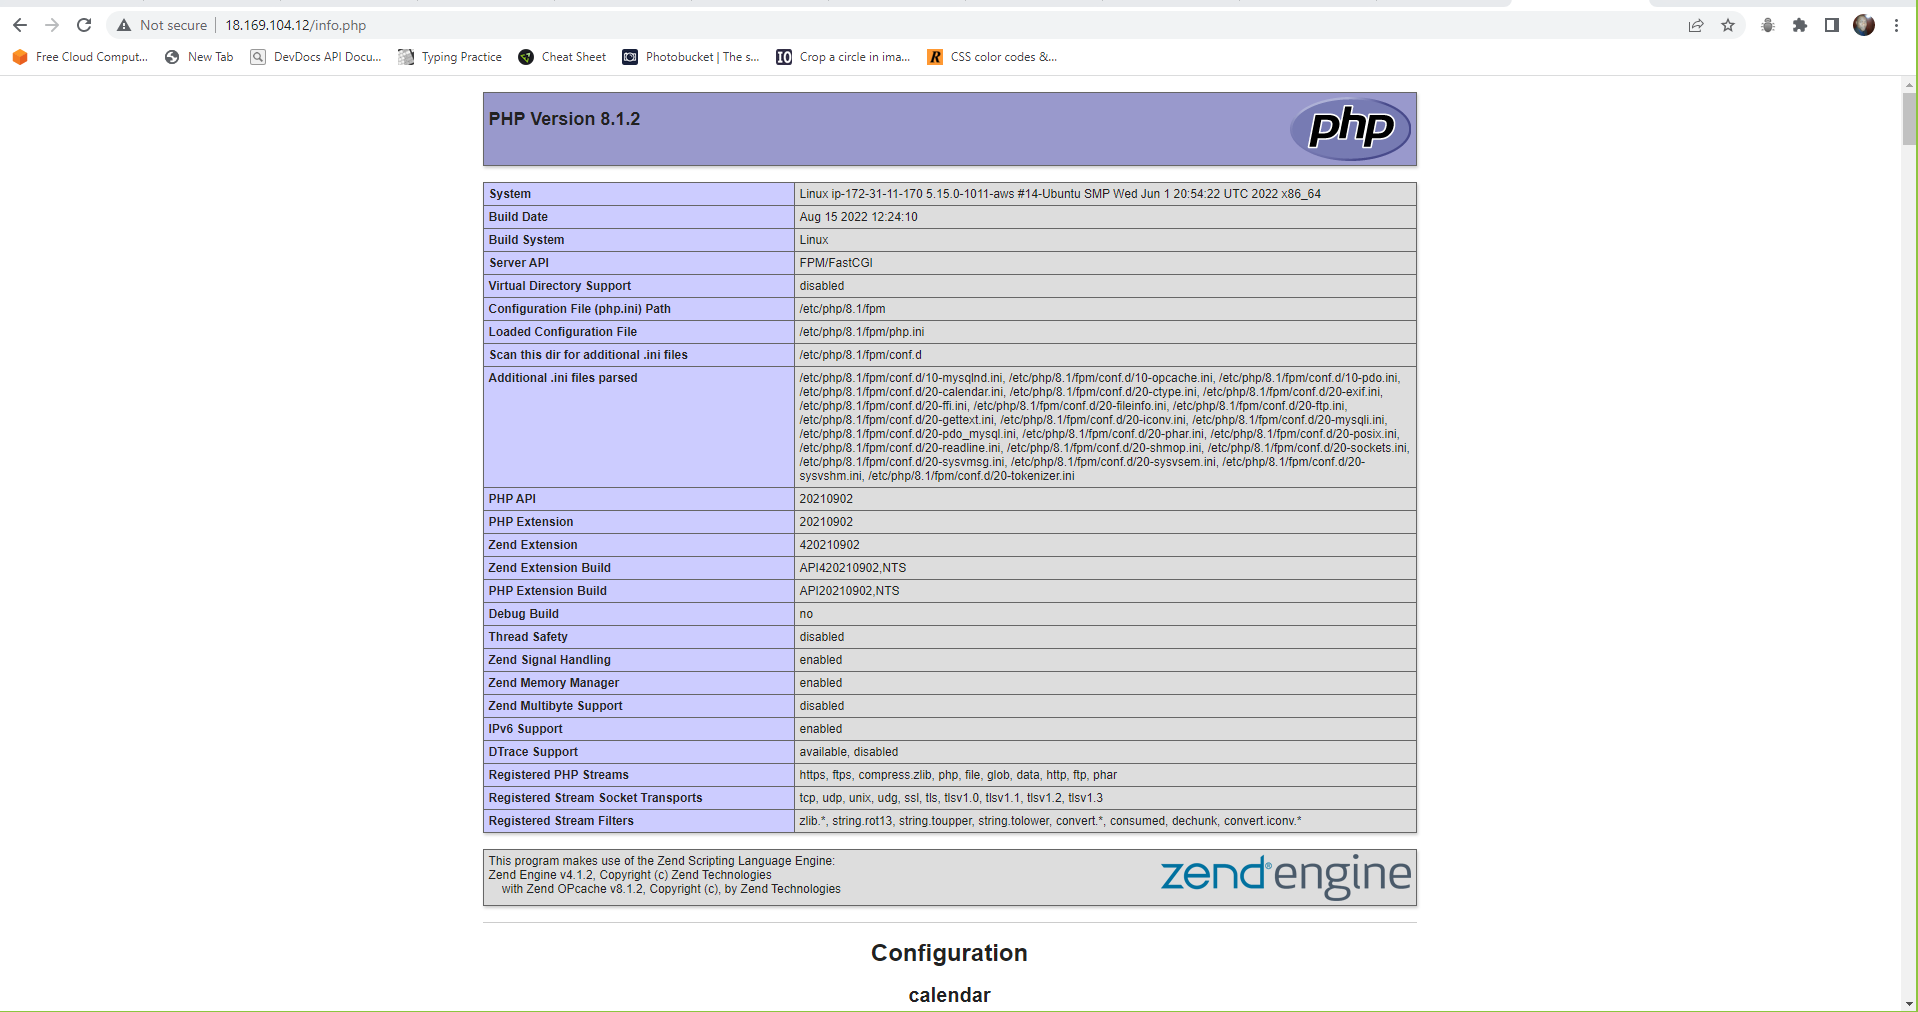 Not secure | 18.169.104.12/info.php
Free Cloud Comput... New Tab DevDocs API Docu... Typing Practice Cheat Sheet Photobucket | The s... IO Crop a circle in ima... R CSS color codes &...
PHP Version 8.1.2
php
System Linux ip-172-31-11-170 5.15.0-1011-aws #14-Ubuntu SMP Wed Jun 1 20:54:22 UTC 2022 x86_64
Build Date Aug 15 2022 12:24:10
Build System Linux
Server API FPM/FastCGI
Virtual Directory Support disabled
Configuration File (php.ini) Path /etc/php/8.1/fpm
Loaded Configuration File /etc/php/8.1/fpm/php.ini
Scan this dir for additional .ini files /etc/php/8.1/fpm/conf.d
Additional .ini files parsed /etc/php/8.1/fpm/conf.d/10-mysqlnd.ini, /etc/php/8.1/fpm/conf.d/10-opcache.ini, /etc/php/8.1/fpm/conf.d/10-pdo.ini,
/etc/php/8.1/fpm/conf.d/20-calendar.ini, /etc/php/8.1/fpm/conf.d/20-ctype.ini, /etc/php/8.1/fpm/conf.d/20-exif.ini,
/etc/php/8.1/fpm/conf.d/20-ffi.ini, /etc/php/8.1/fpm/conf.d/20-fileinfo.ini, /etc/php/8.1/fpm/conf.d/20-ftp.ini,
/etc/php/8.1/fpm/conf.d/20-gettext.ini, /etc/php/8.1/fpm/conf.d/20-iconv.ini, /etc/php/8.1/fpm/conf.d/20-mysqli.ini,
/etc/php/8.1/fpm/conf.d/20-pdo_mysql.ini, /etc/php/8.1/fpm/conf.d/20-phar.ini, /etc/php/8.1/fpm/conf.d/20-posix.ini,
/etc/php/8.1/fpm/conf.d/20-readline.ini, /etc/php/8.1/fpm/conf.d/20-shmop.ini, /etc/php/8.1/fpm/conf.d/20-sockets.ini,
/etc/php/8.1/fpm/conf.d/20-sysvmsg.ini, /etc/php/8.1/fpm/conf.d/20-sysvsem.ini, /etc/php/8.1/fpm/conf.d/20-
sysvshm.ini, /etc/php/8.1/fpm/conf.d/20-tokenizer.ini
PHP API 20210902
PHP Extension 20210902
Zend Extension 420210902
Zend Extension Build API420210902,NTS
PHP Extension Build API20210902,NTS
Debug Build no
Thread Safety disabled
Zend Signal Handling enabled
Zend Memory Manager enabled
Zend Multibyte Support disabled
IPv6 Support enabled
DTrace Support available, disabled
Registered PHP Streams https, ftps, compress.zlib, php, file, glob, data, http, ftp, phar
Registered Stream Socket Transports tcp, udp, unix, udg, ssl, tls, tlsv1.0, tlsv1.1, tlsv1.2, tlsv1.3
Registered Stream Filters zlib.*, string.rot13, string.toupper, string.tolower, convert.*, consumed, dechunk, convert.iconv.*
This program makes use of the Zend Scripting Language Engine:
Zend Engine v4.1.2, Copyright (c) Zend Technologies
with Zend OPcache v8.1.2, Copyright (c), by Zend Technologies
zend engine
Configuration
calendar